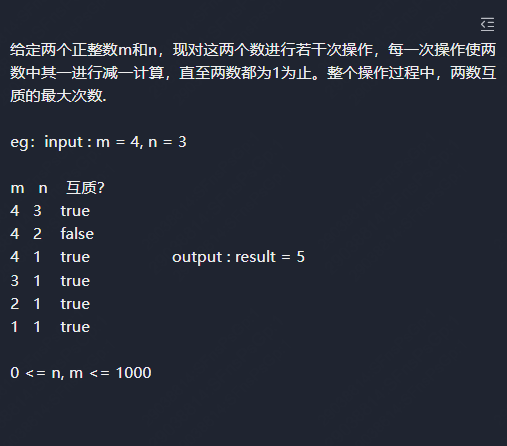 给定两个正整数m和n，现对这两个数进行若干次操作，每一次操作使两
数中其一进行减一计算，直至两数都为1为止。整个操作过程中，两数互
质的最大次数.
eg：input : m = 4, n = 3
m n 互质?
4 3 true
4 2 false
4 1 true output : result = 5
3 1 true
2 1 true
1 1 true
0 <= n, m <= 1000